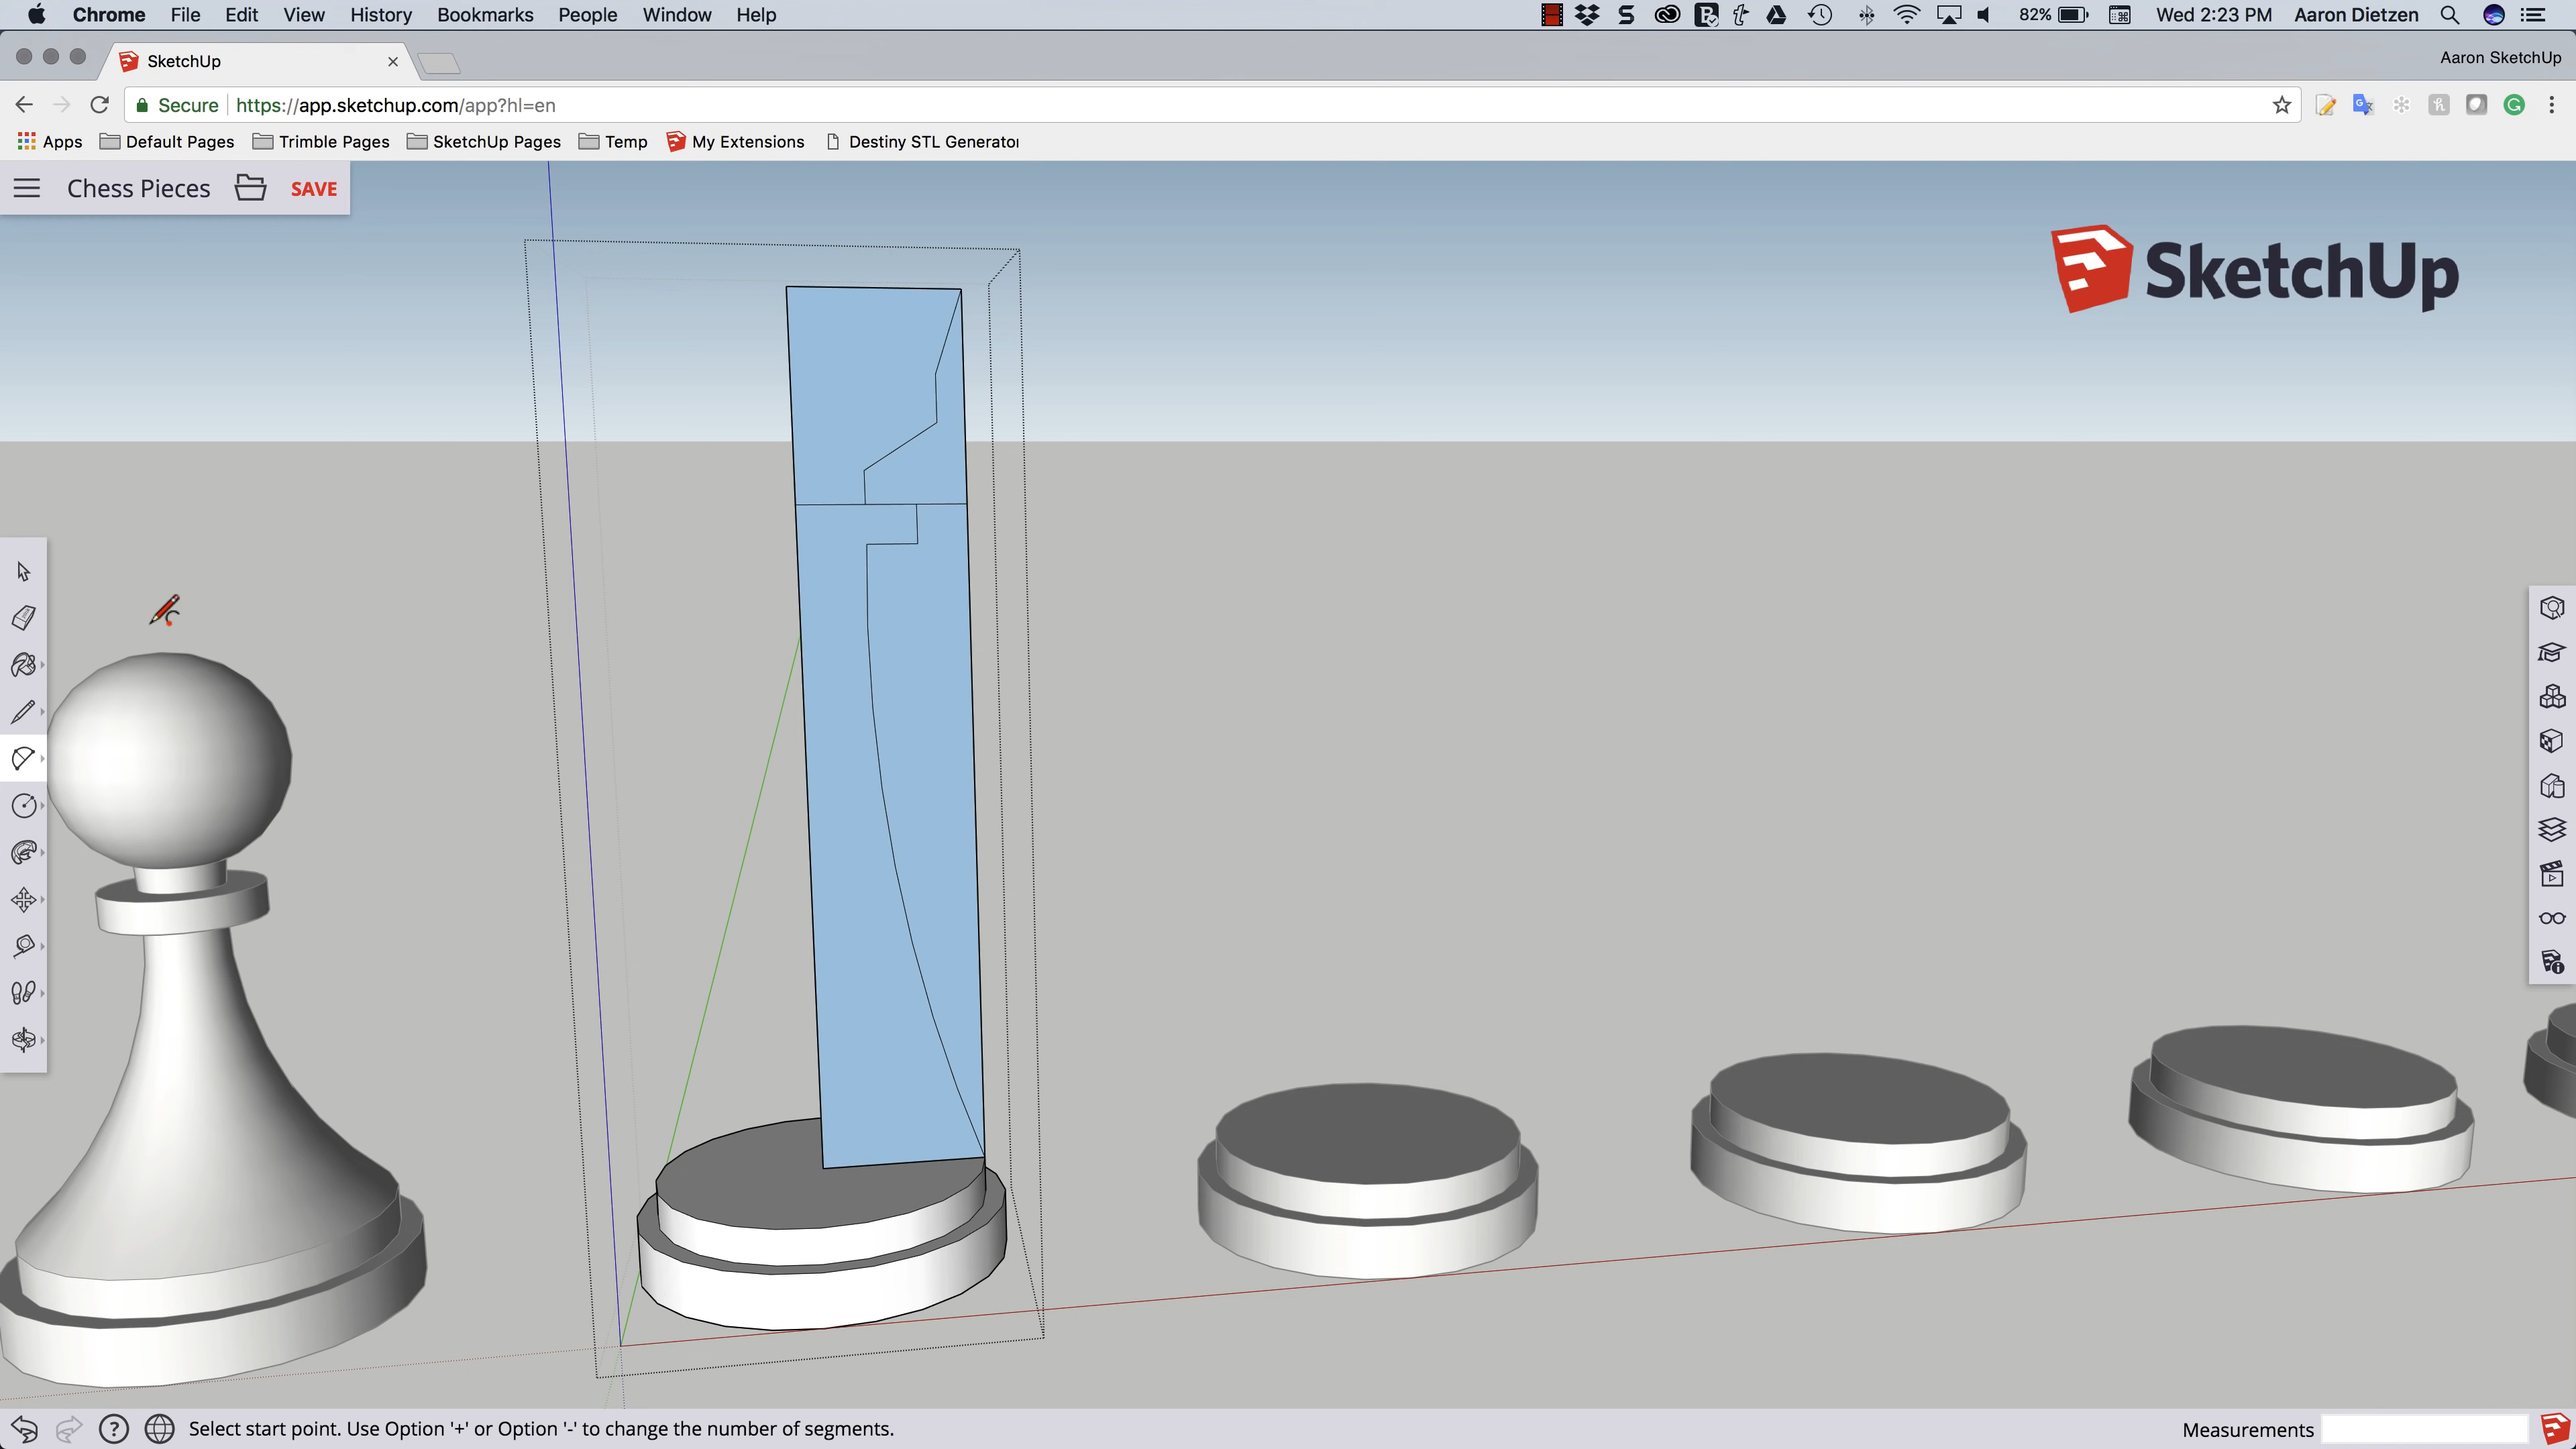 Chrome File Edit View History Bookmarks People Window Help 82% Wed 2:23 PM Aaron Dietzen
SketchUp Aaron SketchUp
Secure https://app.sketchup.com/app?hl=en
Apps Default Pages Trimble Pages SketchUp Pages Temp My Extensions Destiny STL Generator
Chess Pieces SAVE
SketchUp
Select start point. Use Option '+' or Option '-' to change the number of segments. Measurements